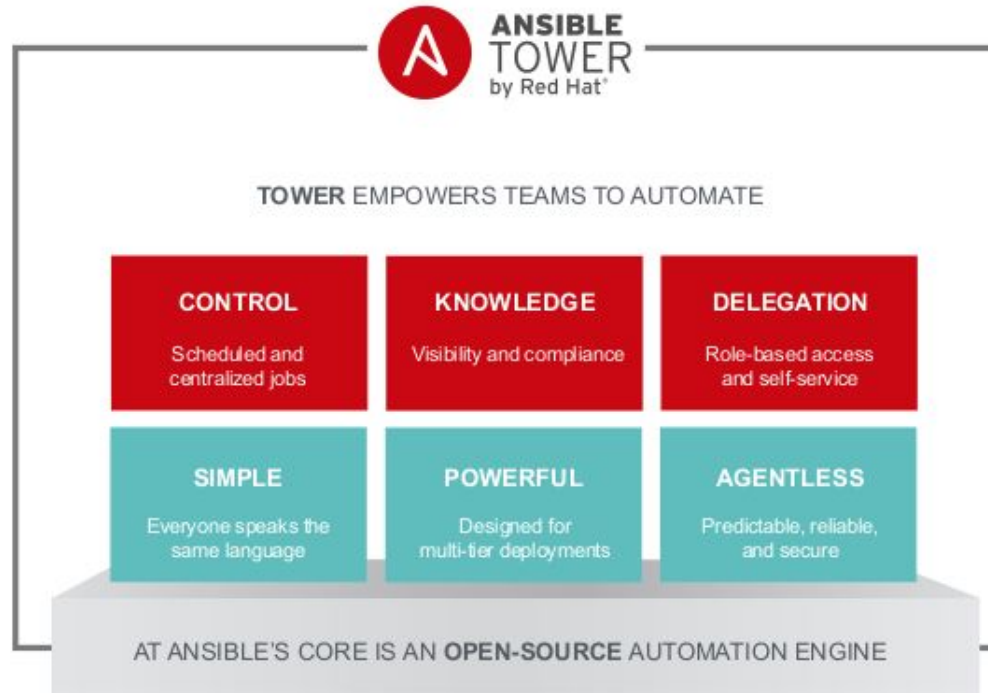 ANSIBLE
TOWER
by Red Hat®
TOWER EMPOWERS TEAMS TO AUTOMATE
CONTROL
Scheduled and
centralized jobs
KNOWLEDGE
Visibility and compliance
DELEGATION
Role-based access
and self-service
SIMPLE
Everyone speaks the
same language
POWERFUL
Designed for
multi-tier deployments
AGENTLESS
Predictable, reliable,
and secure
AT ANSIBLE’S CORE IS AN OPEN-SOURCE AUTOMATION ENGINE